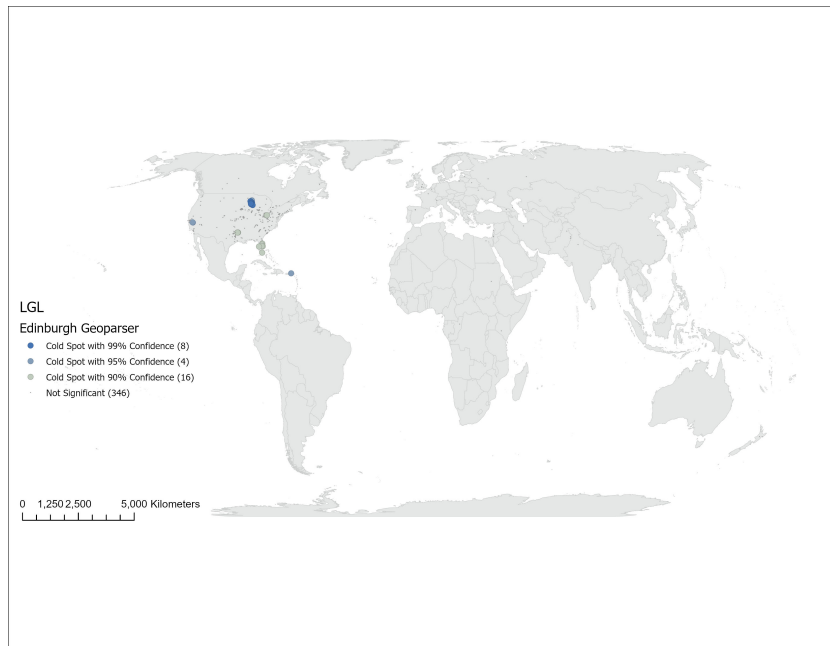 LGL
Edinburgh Geoparser
Cold Spot with 99% Confidence (8)
Cold Spot with 95% Confidence (4)
Cold Spot with 90% Confidence (16)
Not Significant (346)
0 1,250 2,500 5,000 Kilometers